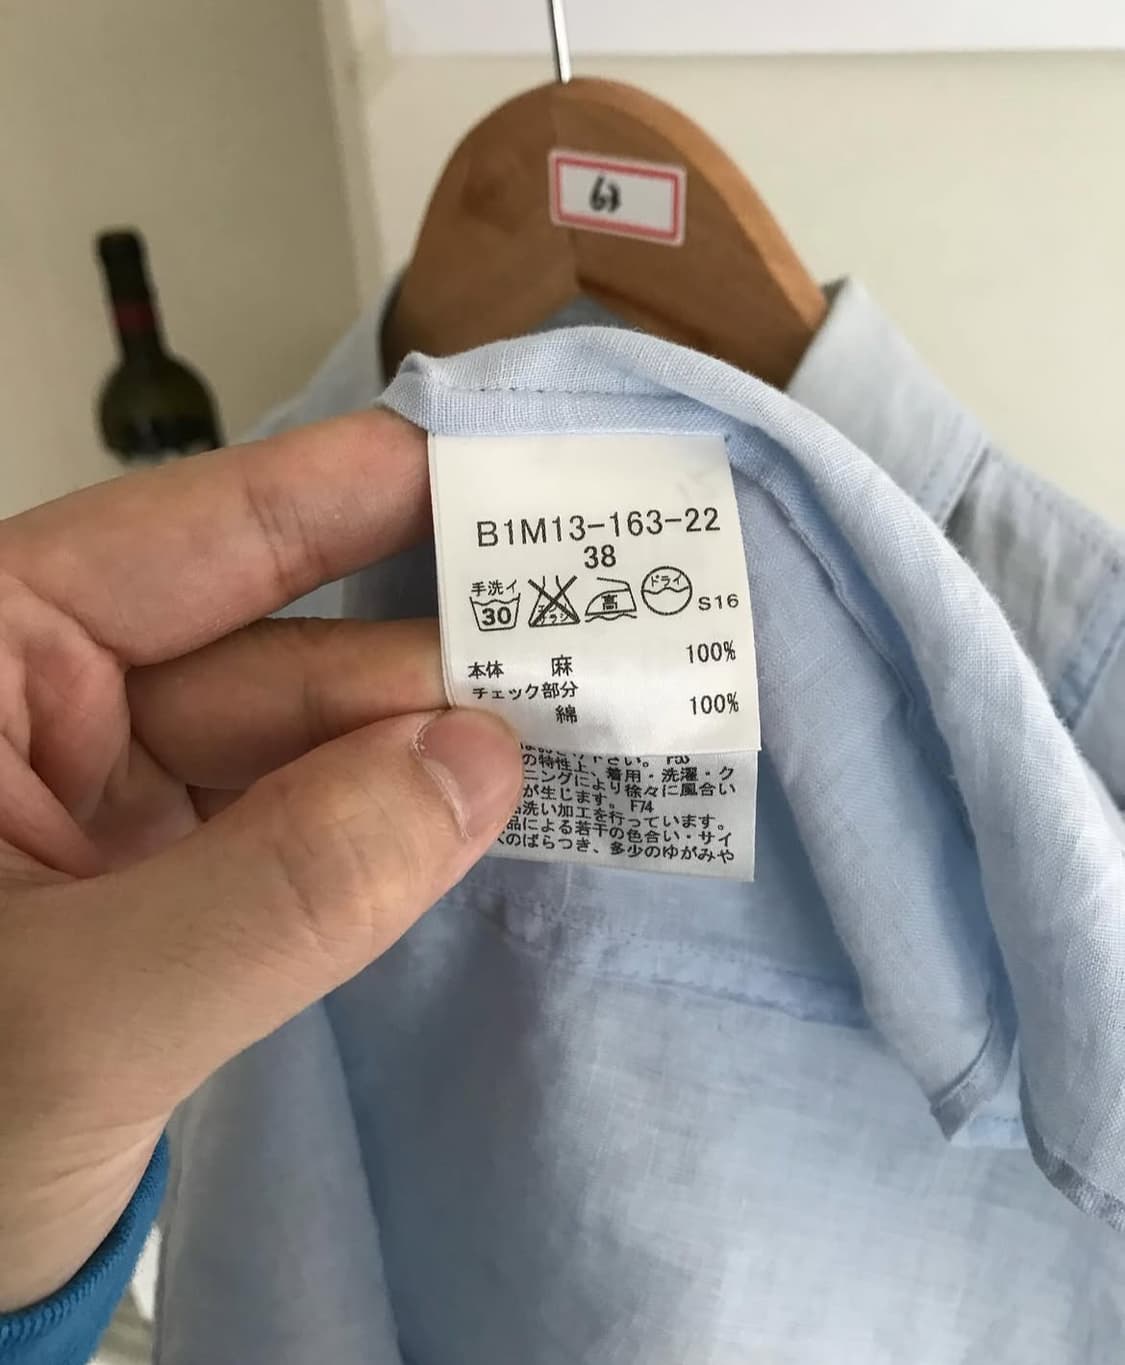 B1M13-163-22
38
手洗イ
30
高
ドライ
S16
本体 麻 100%
チェック部分
綿 100%
の特性上、着用・洗濯・ク
ニングにより徐々に風合い
が生じます。 F74
洗い加工を行っています。
品による若干の色合い・サイ
のばらつき、多少のゆがみや